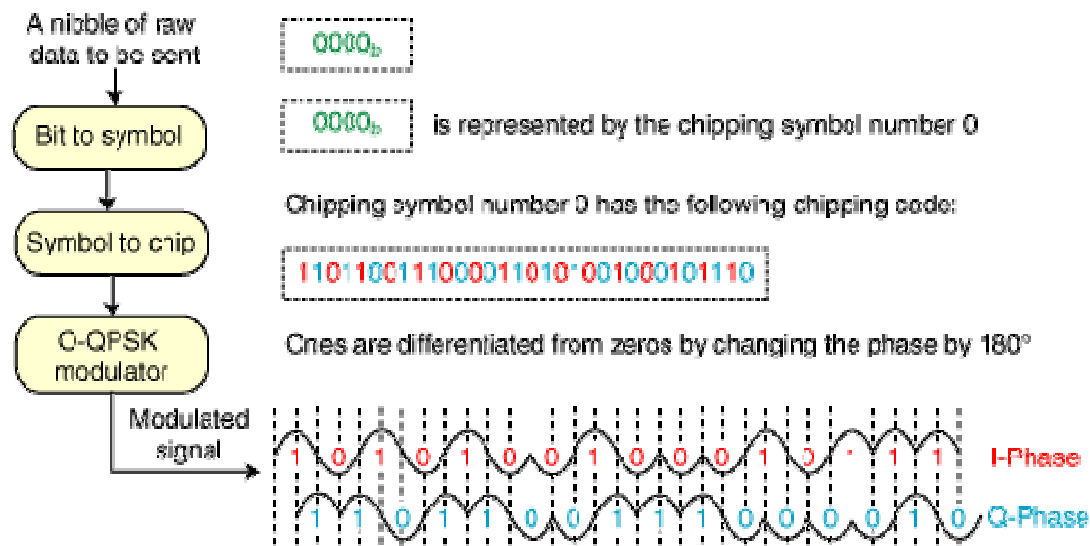 A nibble of raw
data to be sent
0000b
Bit to symbol
0000b is represented by the chipping symbol number 0
Chipping symbol number 0 has the following chipping code:
Symbol to chip
11011001110000110101001000101110
O-QPSK
modulator
Ones are differentiated from zeros by changing the phase by 180°
Modulated
signal
1 0 1 0 1 0 0 1 0 0 0 1 0 1 1 1 I-Phase
1 1 0 1 1 0 0 1 1 1 0 0 0 0 1 0 Q-Phase